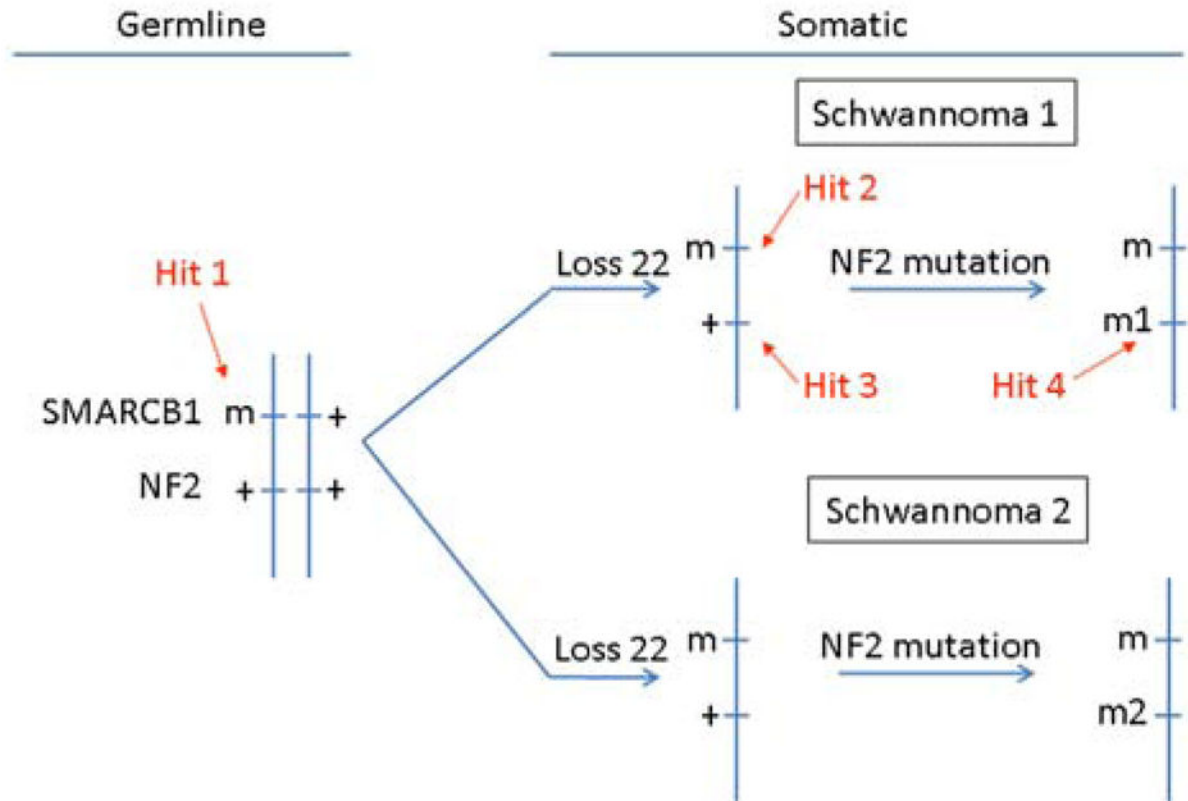 Germline
Somatic
Schwannoma 1
Hit 2
Hit 1
Loss 22
m
NF2 mutation
m
+
m1
Hit 3
Hit 4
SMARCB1 m +
NF2 + +
Schwannoma 2
Loss 22
m
NF2 mutation
m
+
m2